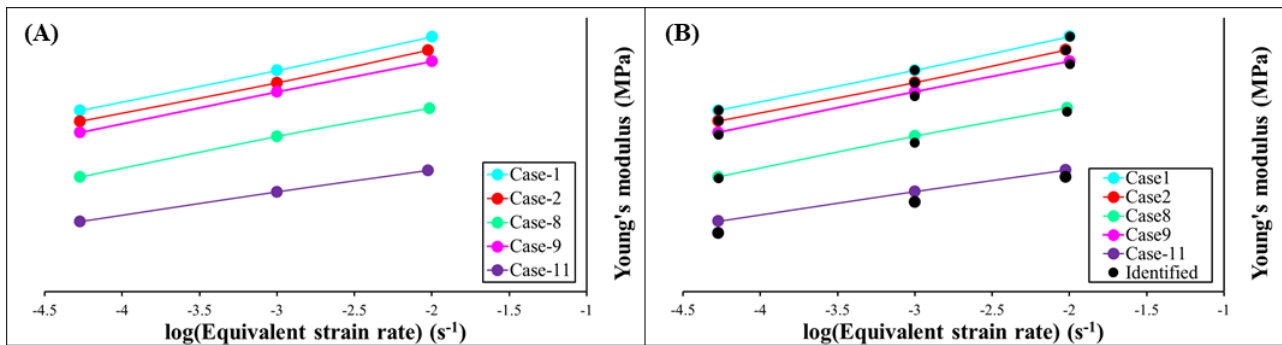 (A)
Case-1
Case-2
Case-8
Case-9
Case-11
-4.5 -4 -3.5 -3 -2.5 -2 -1.5 -1
log(Equivalent strain rate) (s⁻¹)
Young's modulus (MPa)
(B)
Case1
Case2
Case8
Case9
Case-11
Identified
-4.5 -4 -3.5 -3 -2.5 -2 -1.5 -1
log(Equivalent strain rate) (s⁻¹)
Young's modulus (MPa)